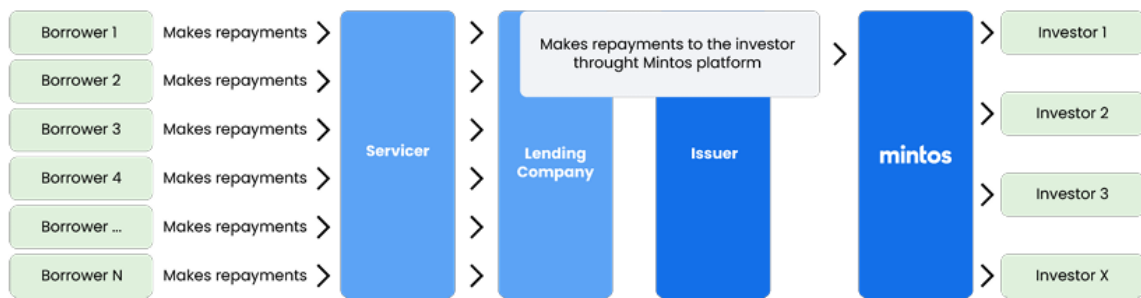 Borrower 1 Makes repayments
Borrower 2 Makes repayments
Borrower 3 Makes repayments
Borrower 4 Makes repayments
Borrower ... Makes repayments
Borrower N Makes repayments
Servicer
Lending
Company
Makes repayments to the investor
throught Mintos platform
Issuer
mintos
Investor 1
Investor 2
Investor 3
Investor X